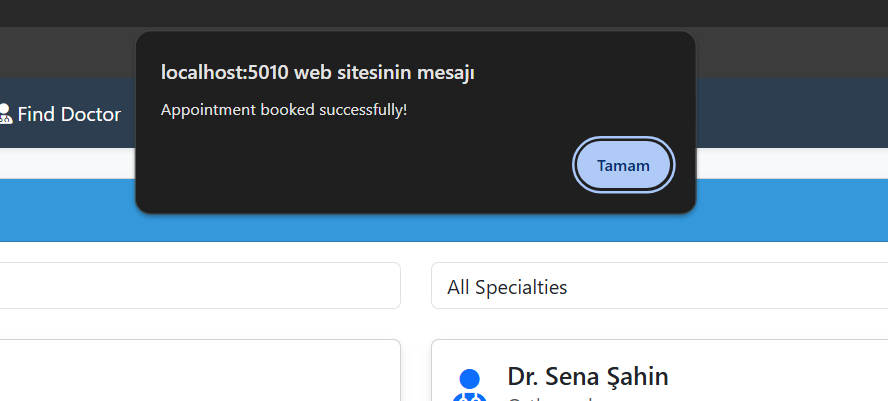 localhost:5010 web sitesinin mesajı
Appointment booked successfully!
Tamam
Find Doctor
All Specialties
Dr. Sena Şahin